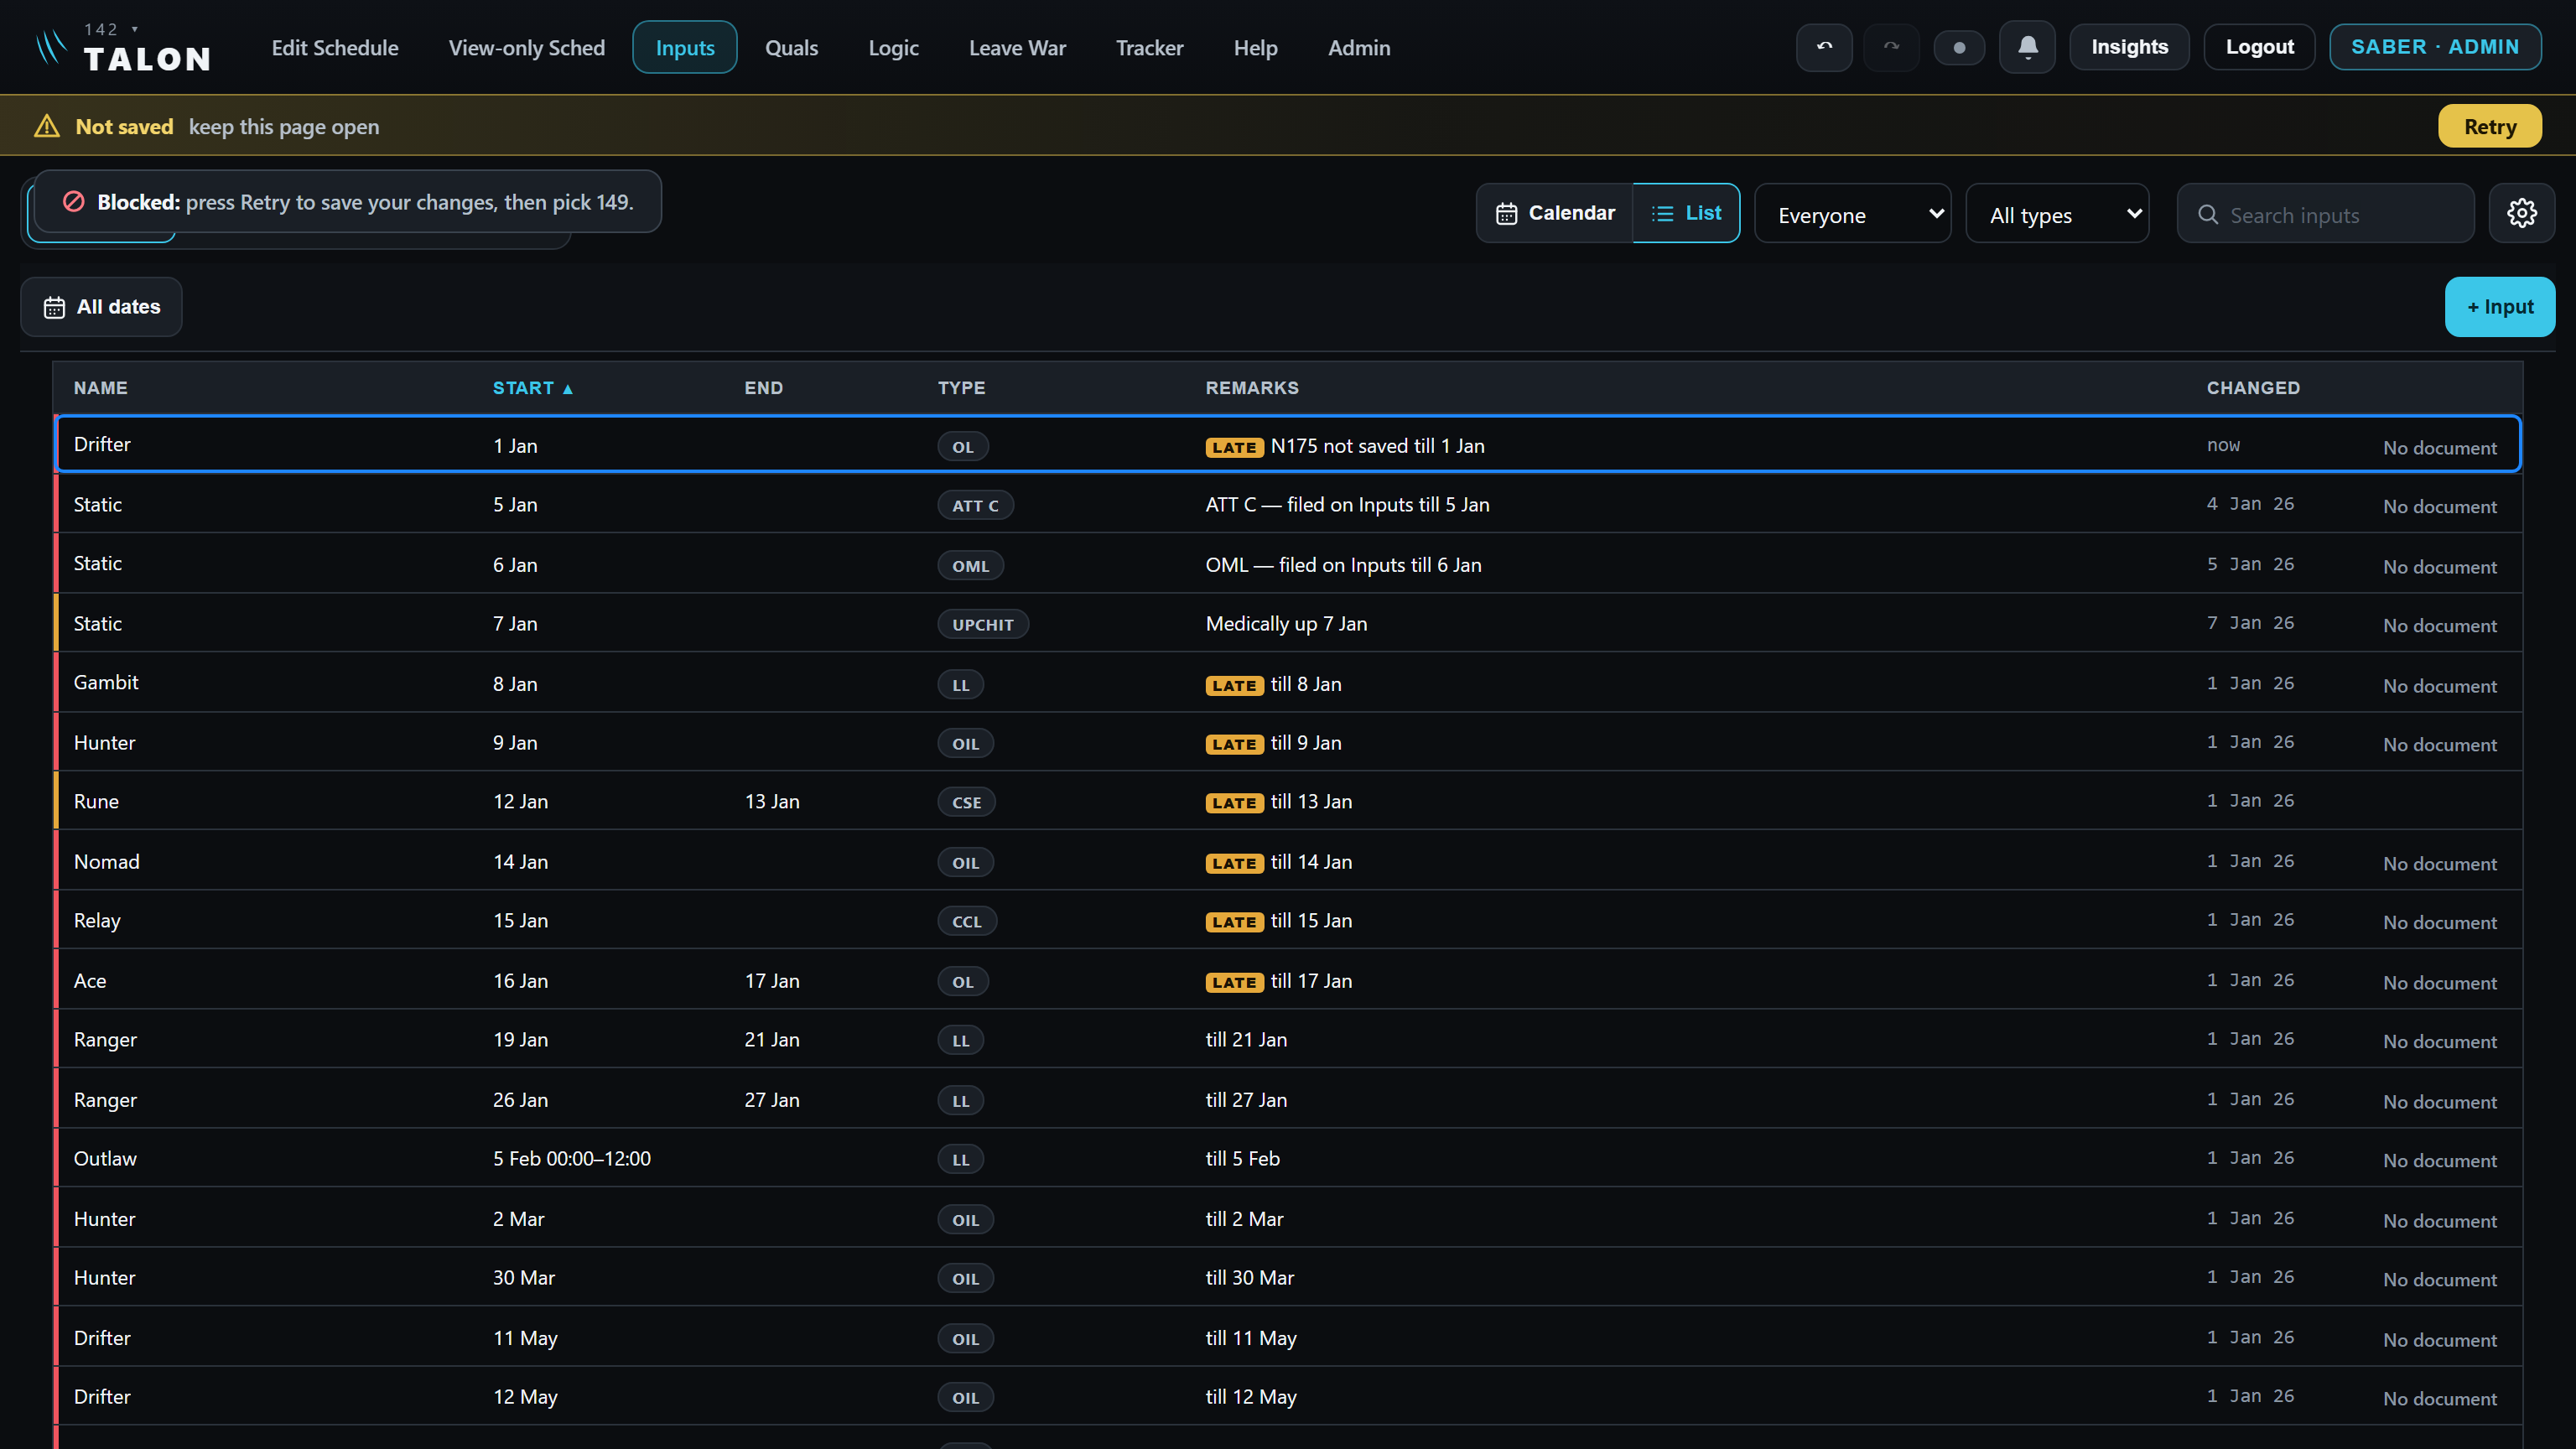 142 ▾
TALON
Edit Schedule
View-only Sched
Inputs
Quals
Logic
Leave War
Tracker
Help
Admin
Insights
Logout
SABER · ADMIN
Not saved keep this page open
Retry
Blocked: press Retry to save your changes, then pick 149.
Calendar
List
Everyone
All types
Search inputs
All dates
+ Input
NAME START ▲ END TYPE REMARKS CHANGED
Drifter 1 Jan OL LATE N175 not saved till 1 Jan now No document
Static 5 Jan ATT C ATT C — filed on Inputs till 5 Jan 4 Jan 26 No document
Static 6 Jan OML OML — filed on Inputs till 6 Jan 5 Jan 26 No document
Static 7 Jan UPCHIT Medically up 7 Jan 7 Jan 26 No document
Gambit 8 Jan LL LATE till 8 Jan 1 Jan 26 No document
Hunter 9 Jan OIL LATE till 9 Jan 1 Jan 26 No document
Rune 12 Jan 13 Jan CSE LATE till 13 Jan 1 Jan 26
Nomad 14 Jan OIL LATE till 14 Jan 1 Jan 26 No document
Relay 15 Jan CCL LATE till 15 Jan 1 Jan 26 No document
Ace 16 Jan 17 Jan OL LATE till 17 Jan 1 Jan 26 No document
Ranger 19 Jan 21 Jan LL till 21 Jan 1 Jan 26 No document
Ranger 26 Jan 27 Jan LL till 27 Jan 1 Jan 26 No document
Outlaw 5 Feb 00:00–12:00 LL till 5 Feb 1 Jan 26 No document
Hunter 2 Mar OIL till 2 Mar 1 Jan 26 No document
Hunter 30 Mar OIL till 30 Mar 1 Jan 26 No document
Drifter 11 May OIL till 11 May 1 Jan 26 No document
Drifter 12 May OIL till 12 May 1 Jan 26 No document